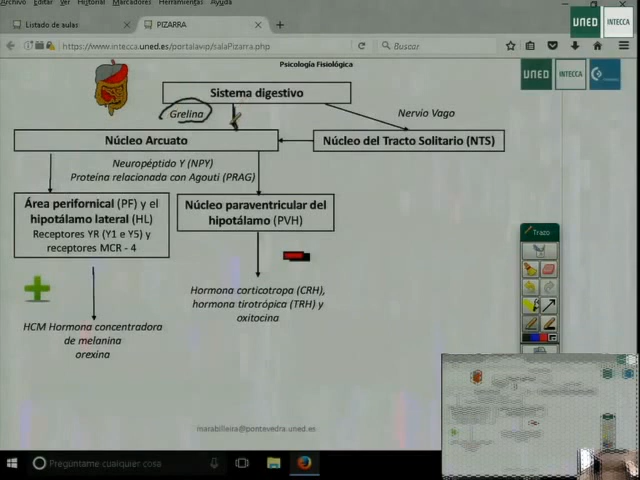 Archivo Editar Ver Historial Marcadores Herramientas Ayuda
Listado de aulas
PIZARRA
https://www.intecca.uned.es/portalavip/salaPizarra.php
Buscar
UNED
INTECCA
Psicología Fisiológica
UNED
INTECCA
Sistema digestivo
Grelina
Nervio Vago
Núcleo Arcuato
Núcleo del Tracto Solitario (NTS)
Neuropéptido Y (NPY)
Proteína relacionada con Agouti (PRAG)
Área perifornical (PF) y el
hipotálamo lateral (HL)
Receptores YR (Y1 e Y5) y
receptores MCR - 4
Núcleo paraventricular del
hipotálamo (PVH)
Trazo
Hormona corticotropa (CRH),
hormona tirotrópica (TRH) y
oxitocina
HCM Hormona concentradora
de melanina
orexina
marabilleira@pontevedra.uned.es
Pregúntame cualquier cosa